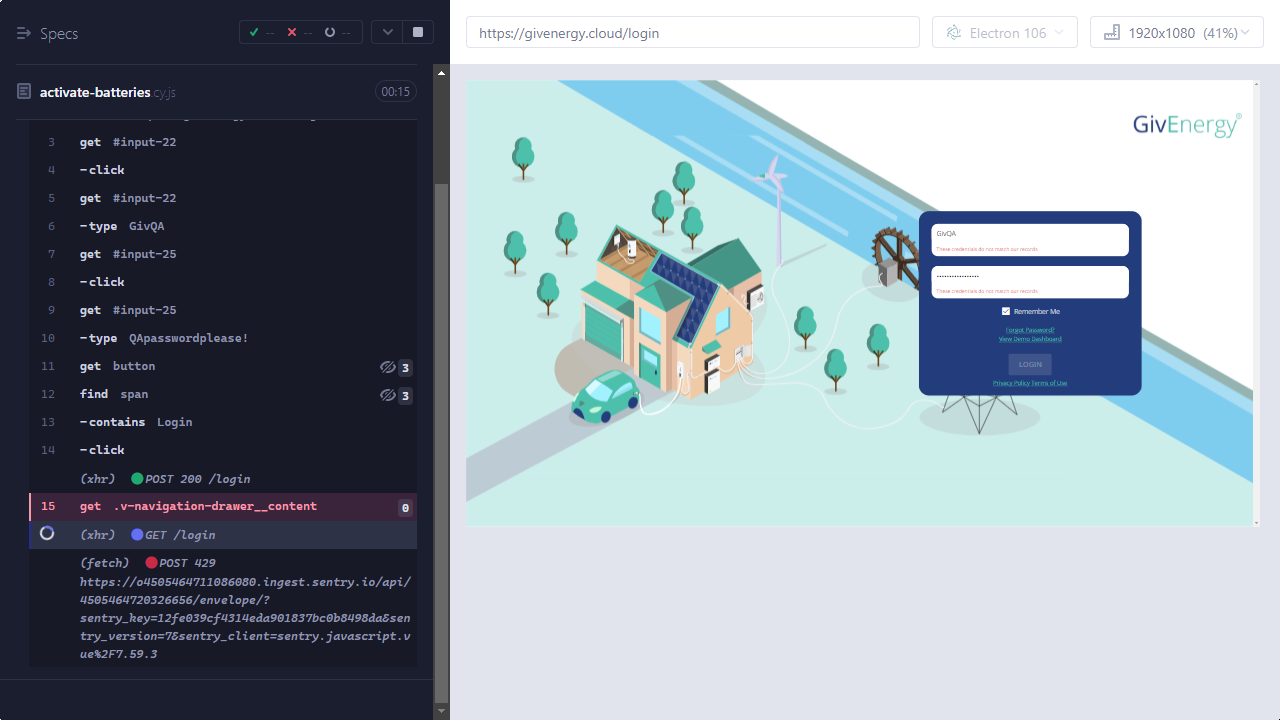 Specs
--
--
--
https://givenergy.cloud/login
Electron 106
1920x1080 (41%)
activate-batteries cy.js
00:15
3 get #input-22
4 -click
5 get #input-22
6 -type GivQA
7 get #input-25
8 -click
9 get #input-25
10 -type QApasswordplease!
11 get button 3
12 find span 3
13 -contains Login
14 -click
(xhr) POST 200 /login
15 get .v-navigation-drawer__content 0
(xhr) GET /login
(fetch) POST 429
https://o4505464711086080.ingest.sentry.io/api/
4505464720326656/envelope/?
sentry_key=12fe039cf4314eda901837bc0b8498da&sen
try_version=7&sentry_client=sentry.javascript.v
ue%2F7.59.3
GivEnergy®
GivQA
These credentials do not match our records
•••••••••••••••••
These credentials do not match our records
Remember Me
Forgot Password?
View Demo Dashboard
LOGIN
Privacy Policy Terms of Use